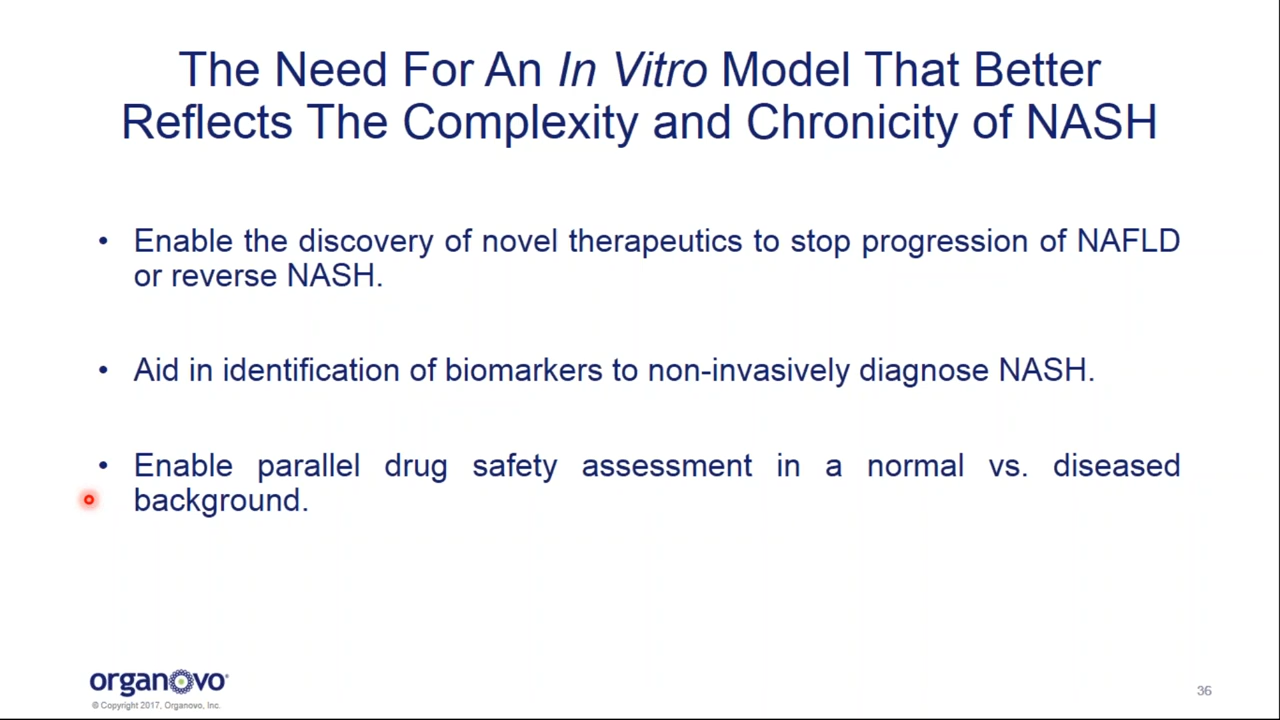 The Need For An In Vitro Model That Better
Reflects The Complexity and Chronicity of NASH
• Enable the discovery of novel therapeutics to stop progression of NAFLD
or reverse NASH.
• Aid in identification of biomarkers to non-invasively diagnose NASH.
• Enable parallel drug safety assessment in a normal vs. diseased
background.
organovo
© Copyright 2017, Organovo, Inc.
36